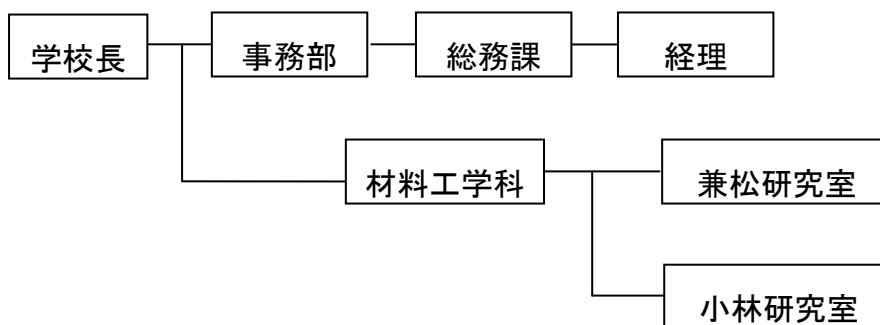 学校長
事務部
総務課
経理
材料工学科
兼松研究室
小林研究室